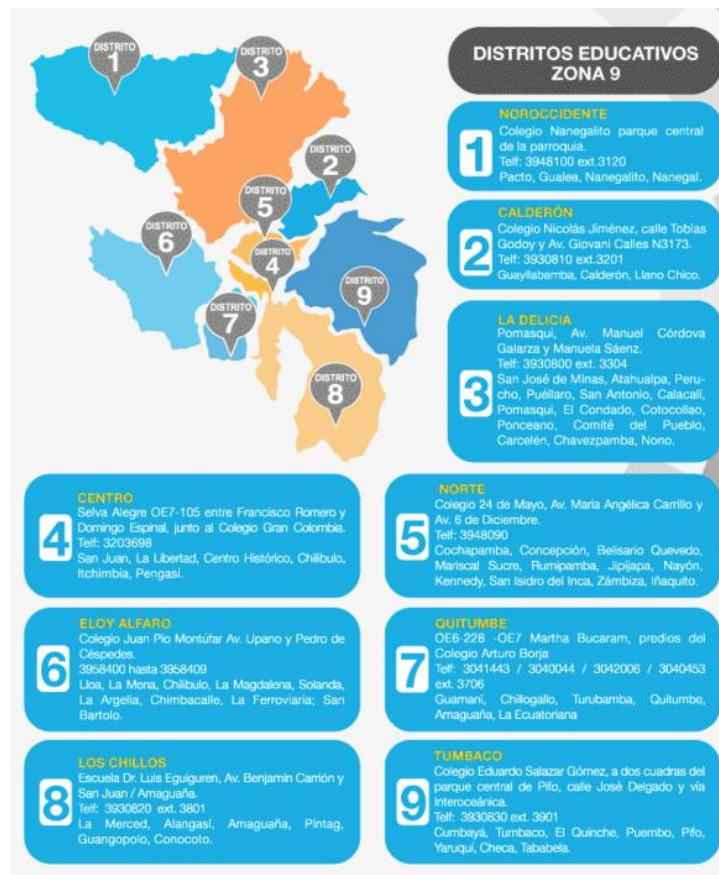 DISTRITO
1
DISTRITO
3
DISTRITO
2
DISTRITO
5
DISTRITO
6
DISTRITO
4
DISTRITO
9
DISTRITO
7
DISTRITO
8
DISTRITOS EDUCATIVOS
ZONA 9
1
NOROCCIDENTE
Colegio Nanegalito parque central
de la parroquia.
Telf: 3948100 ext.3120
Pacto, Gualea, Nanegalito, Nanegal.
2
CALDERÓN
Colegio Nicolás Jiménez, calle Tobías
Godoy y Av. Giovani Calles N3173.
Telf: 3930810 ext.3201
Guayllabamba, Calderón, Llano Chico.
3
LA DELICIA
Pomasqui, Av. Manuel Córdova
Galarza y Manuela Sáenz.
Telf: 3930800 ext. 3304
San José de MInas, Atahualpa, Peru-
cho, Puéllaro, San Antonio, Calacalí,
Pomasqui, El Condado, Cotocollao,
Ponceano, Comité del Pueblo,
Carcelén, Chavezpamba, Nono.
4
CENTRO
Selva Alegre OE7-105 entre Francisco Romero y
Domingo Espinal, junto al Colegio Gran Colombia.
Telf: 3203698
San Juan, La Libertad, Centro Histórico, Chilibulo,
Itchimbía, Pengasí.
5
NORTE
Colegio 24 de Mayo, Av. Maria Angélica Carrillo y
Av. 6 de Diciembre.
Telf: 3948090
Cochapamba, Concepción, Belisario Quevedo,
Mariscal Sucre, Rumipamba, Jipijapa, Nayón,
Kennedy, San Isidro del Inca, Zámbiza, Iñaquito.
6
ELOY ALFARO
Colegio Juan Pío Montúfar Av. Upano y Pedro de
Céspedes.
3958400 hasta 3958409
Lloa, La Mena, Chilibulo, La Magdalena, Solanda,
La Argelia, Chimbacalle, La Ferroviaria; San
Bartolo.
7
QUITUMBE
OE6-228 -OE7 Martha Bucaram, predios del
Colegio Arturo Borja
Telf: 3041443 / 3040044 / 3042006 / 3040453
ext. 3706
Guamaní, Chillogallo, Turubamba, Quitumbe,
Amaguaña, La Ecuatoriana
8
LOS CHILLOS
Escuela Dr. Luis Eguiguren, Av. Benjamín Carrión y
San Juan / Amaguaña.
Telf: 3930820 ext. 3801
La Merced, Alangasí, Amaguaña, Píntag,
Guangopolo, Conocoto.
9
TUMBACO
Colegio Eduardo Salazar Gómez, a dos cuadras del
parque central de Pifo, calle José Delgado y vía
Interoceánica.
Telf: 3930830 ext. 3901
Cumbayá, Tumbaco, El Quinche, Puembo, Pifo,
Yaruquí, Checa, Tababela.